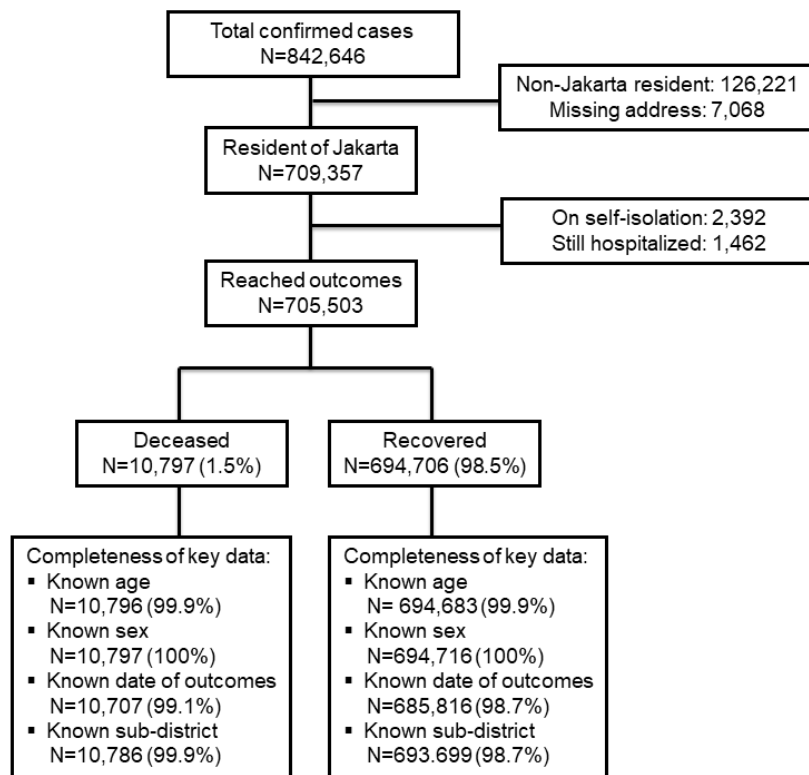 Total confirmed cases
N=842,646
Non-Jakarta resident: 126,221
Missing address: 7,068
Resident of Jakarta
N=709,357
On self-isolation: 2,392
Still hospitalized: 1,462
Reached outcomes
N=705,503
Deceased
N=10,797 (1.5%)
Recovered
N=694,706 (98.5%)
Completeness of key data:
▪ Known age
N=10,796 (99.9%)
▪ Known sex
N=10,797 (100%)
▪ Known date of outcomes
N=10,707 (99.1%)
▪ Known sub-district
N=10,786 (99.9%)
Completeness of key data:
▪ Known age
N= 694,683 (99.9%)
▪ Known sex
N=694,716 (100%)
▪ Known date of outcomes
N=685,816 (98.7%)
▪ Known sub-district
N=693.699 (98.7%)